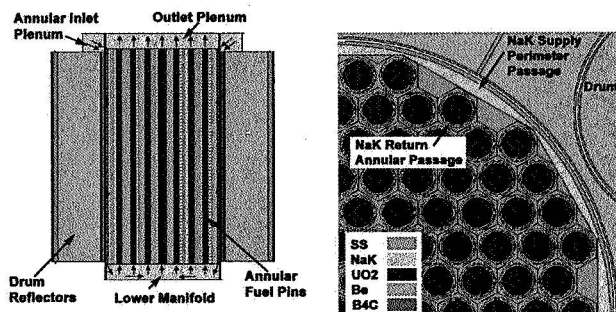 Annular Inlet
Plenum
Outlet Plenum
Drum
Reflectors
Lower Manifold
Annular
Fuel Pins
NaK Supply
Perimeter
Passage
Drum
NaK Return
Annular Passage
SS
NaK
UO2
Be
B4C